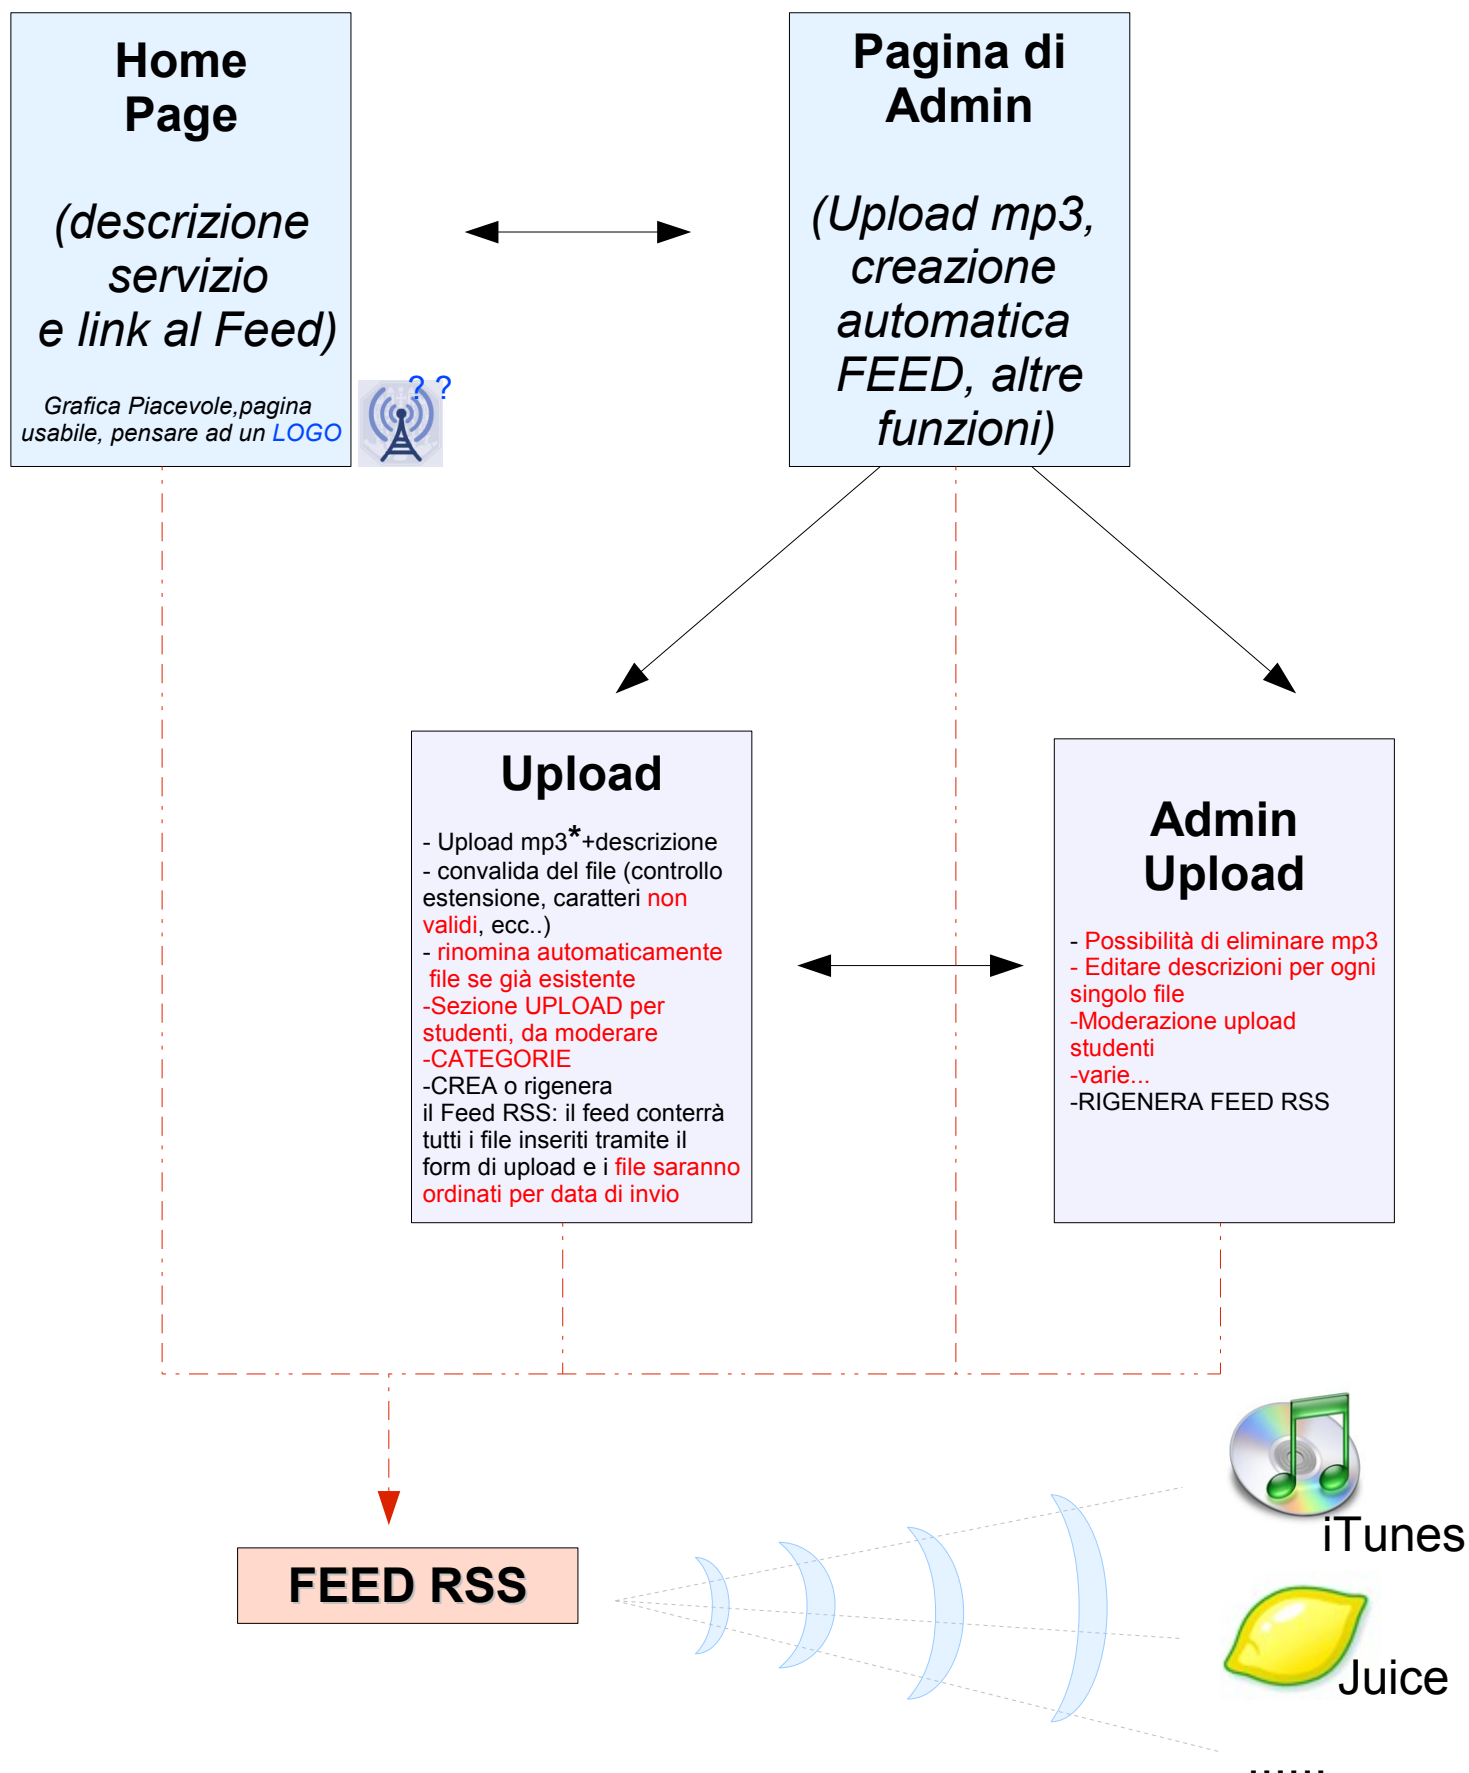 Home
Page
(descrizione
servizio
e link al Feed)
Grafica Piacevole,pagina
usabile, pensare ad un LOGO
? ?
Pagina di
Admin
(Upload mp3,
creazione
automatica
FEED, altre
funzioni)
Upload
- Upload mp3*+descrizione
- convalida del file (controllo
estensione, caratteri non
validi, ecc..)
- rinomina automaticamente
file se già esistente
-Sezione UPLOAD per
studenti, da moderare
-CATEGORIE
-CREA o rigenera
il Feed RSS: il feed conterrà
tutti i file inseriti tramite il
form di upload e i file saranno
ordinati per data di invio
Admin
Upload
- Possibilità di eliminare mp3
- Editare descrizioni per ogni
singolo file
-Moderazione upload
studenti
-varie...
-RIGENERA FEED RSS
FEED RSS
iTunes
Juice
......